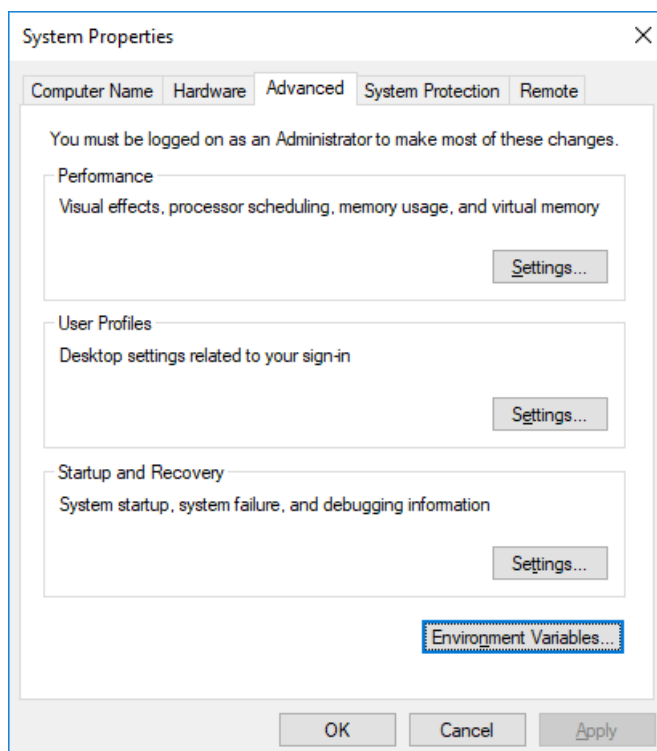 System Properties
Computer Name Hardware Advanced System Protection Remote
You must be logged on as an Administrator to make most of these changes.
Performance
Visual effects, processor scheduling, memory usage, and virtual memory
Settings...
User Profiles
Desktop settings related to your sign-in
Settings...
Startup and Recovery
System startup, system failure, and debugging information
Settings...
Environment Variables...
OK Cancel Apply